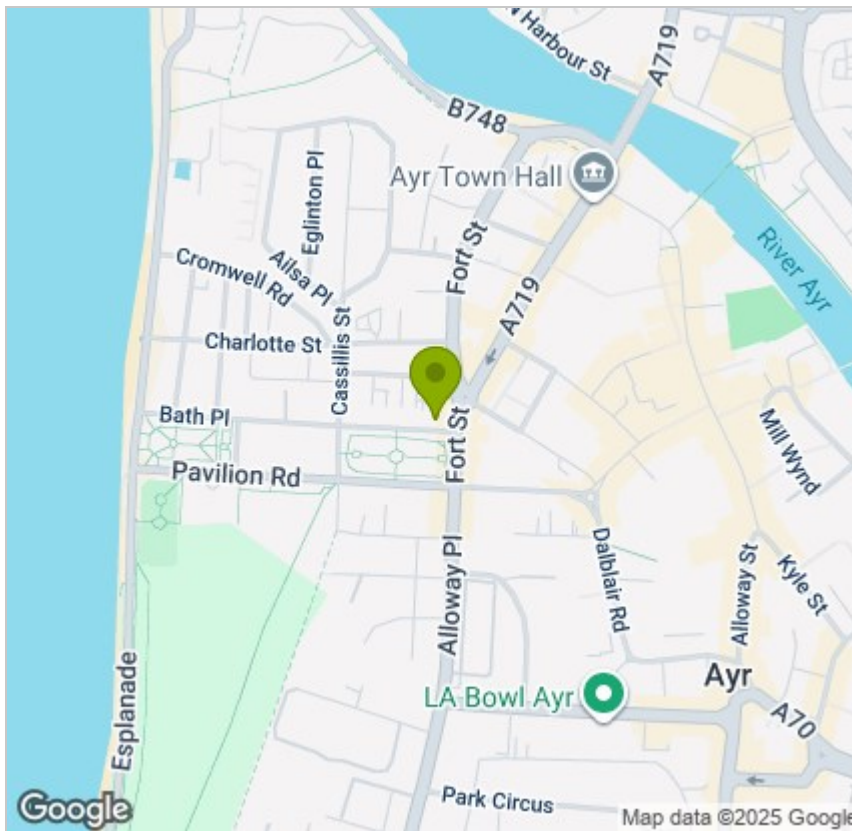 N Harbour St
A719
B748
Ayr Town Hall
Eglinton Pl
Fort St
River Ayr
Ailsa Pl
Cromwell Rd
A719
Charlotte St
Cassillis St
Bath Pl
Fort St
Mill Wynd
Pavilion Rd
Alloway Pl
Dalblair Rd
Alloway St
Kyle St
Esplanade
LA Bowl Ayr
Ayr
A70
Park Circus
Google
Map data ©2025 Google